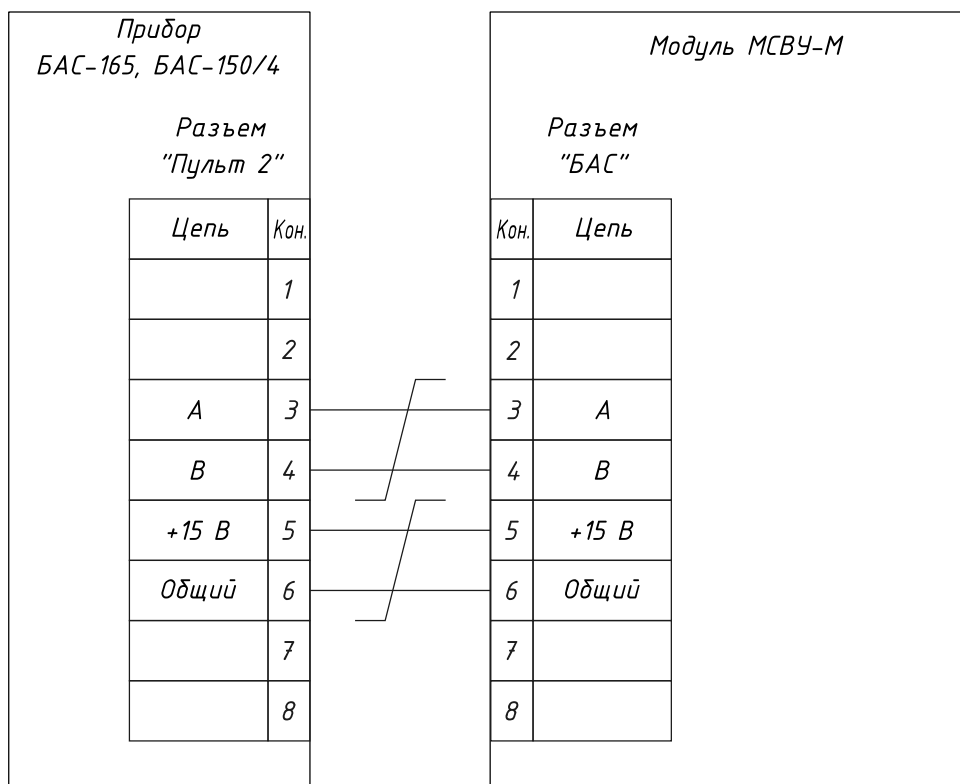 Прибор
БАС-165, БАС-150/4
Разъем
"Пульт 2"
Цепь Кон.
1
2
А 3
В 4
+15 В 5
Общий 6
7
8
Модуль МСВУ-М
Разъем
"БАС"
Кон. Цепь
1
2
3 А
4 В
5 +15 В
6 Общий
7
8